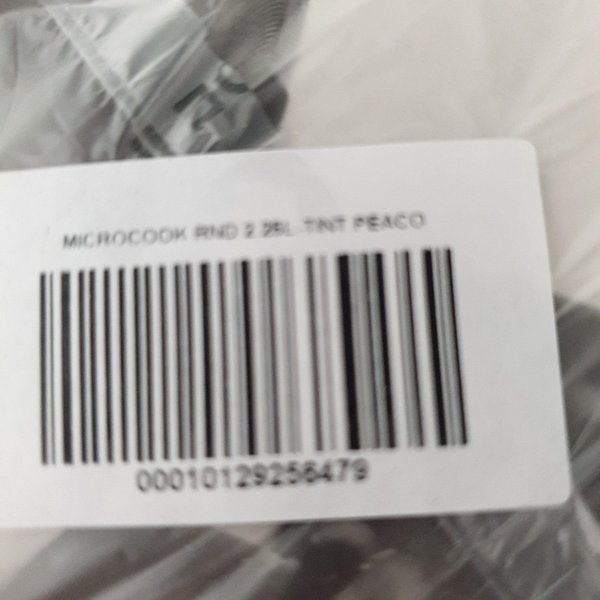 MICROCOOK RND 2.25L-TINT PEACO
00010129256479